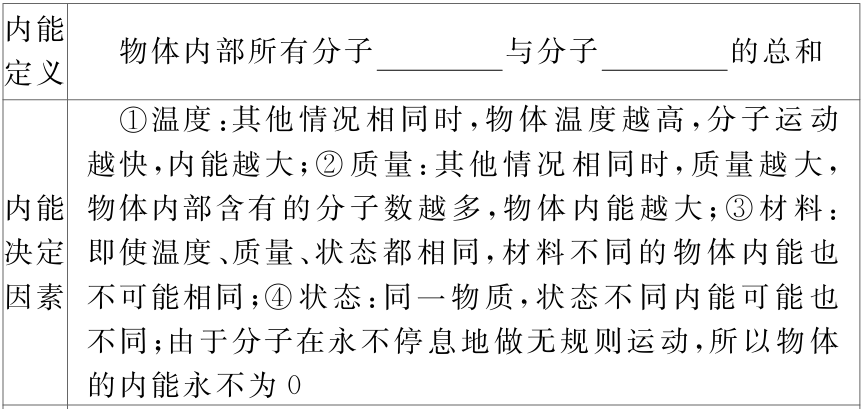 内能
定义
物体内部所有分子________与分子________的总和
内能
决定
因素
①温度:其他情况相同时,物体温度越高,分子运动
越快,内能越大;②质量:其他情况相同时,质量越大,
物体内部含有的分子数越多,物体内能越大;③材料:
即使温度、质量、状态都相同,材料不同的物体内能也
不可能相同;④状态:同一物质,状态不同内能可能也
不同;由于分子在永不停息地做无规则运动,所以物体
的内能永不为0